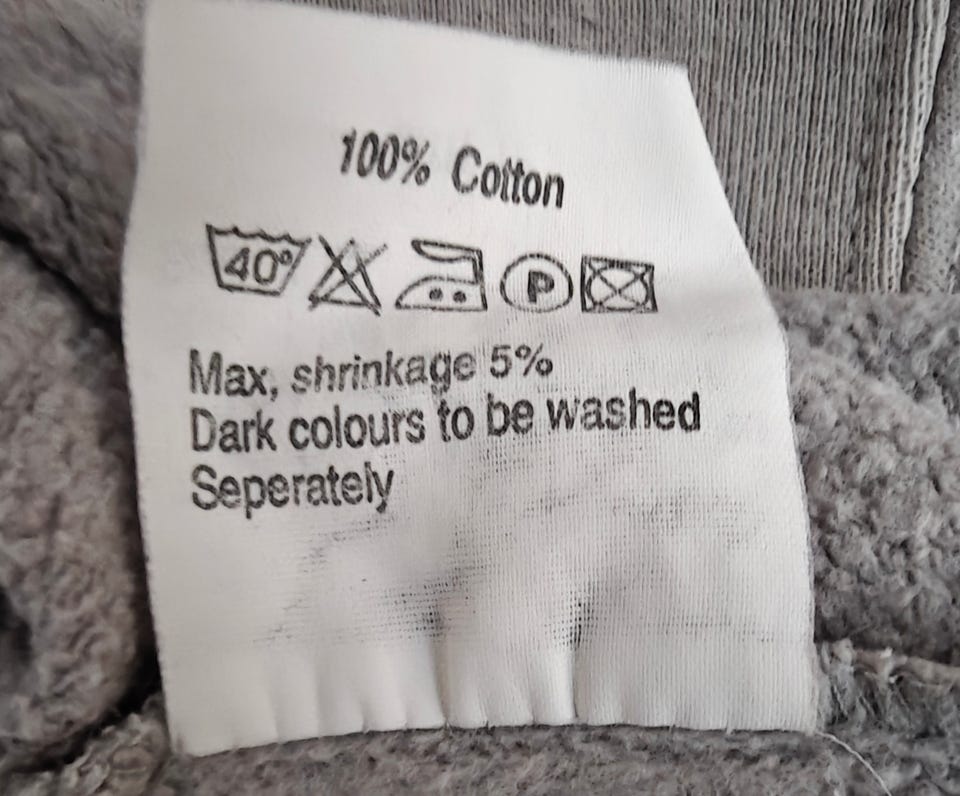 100% Cotton
40° P
Max, shrinkage 5%
Dark colours to be washed
Seperately